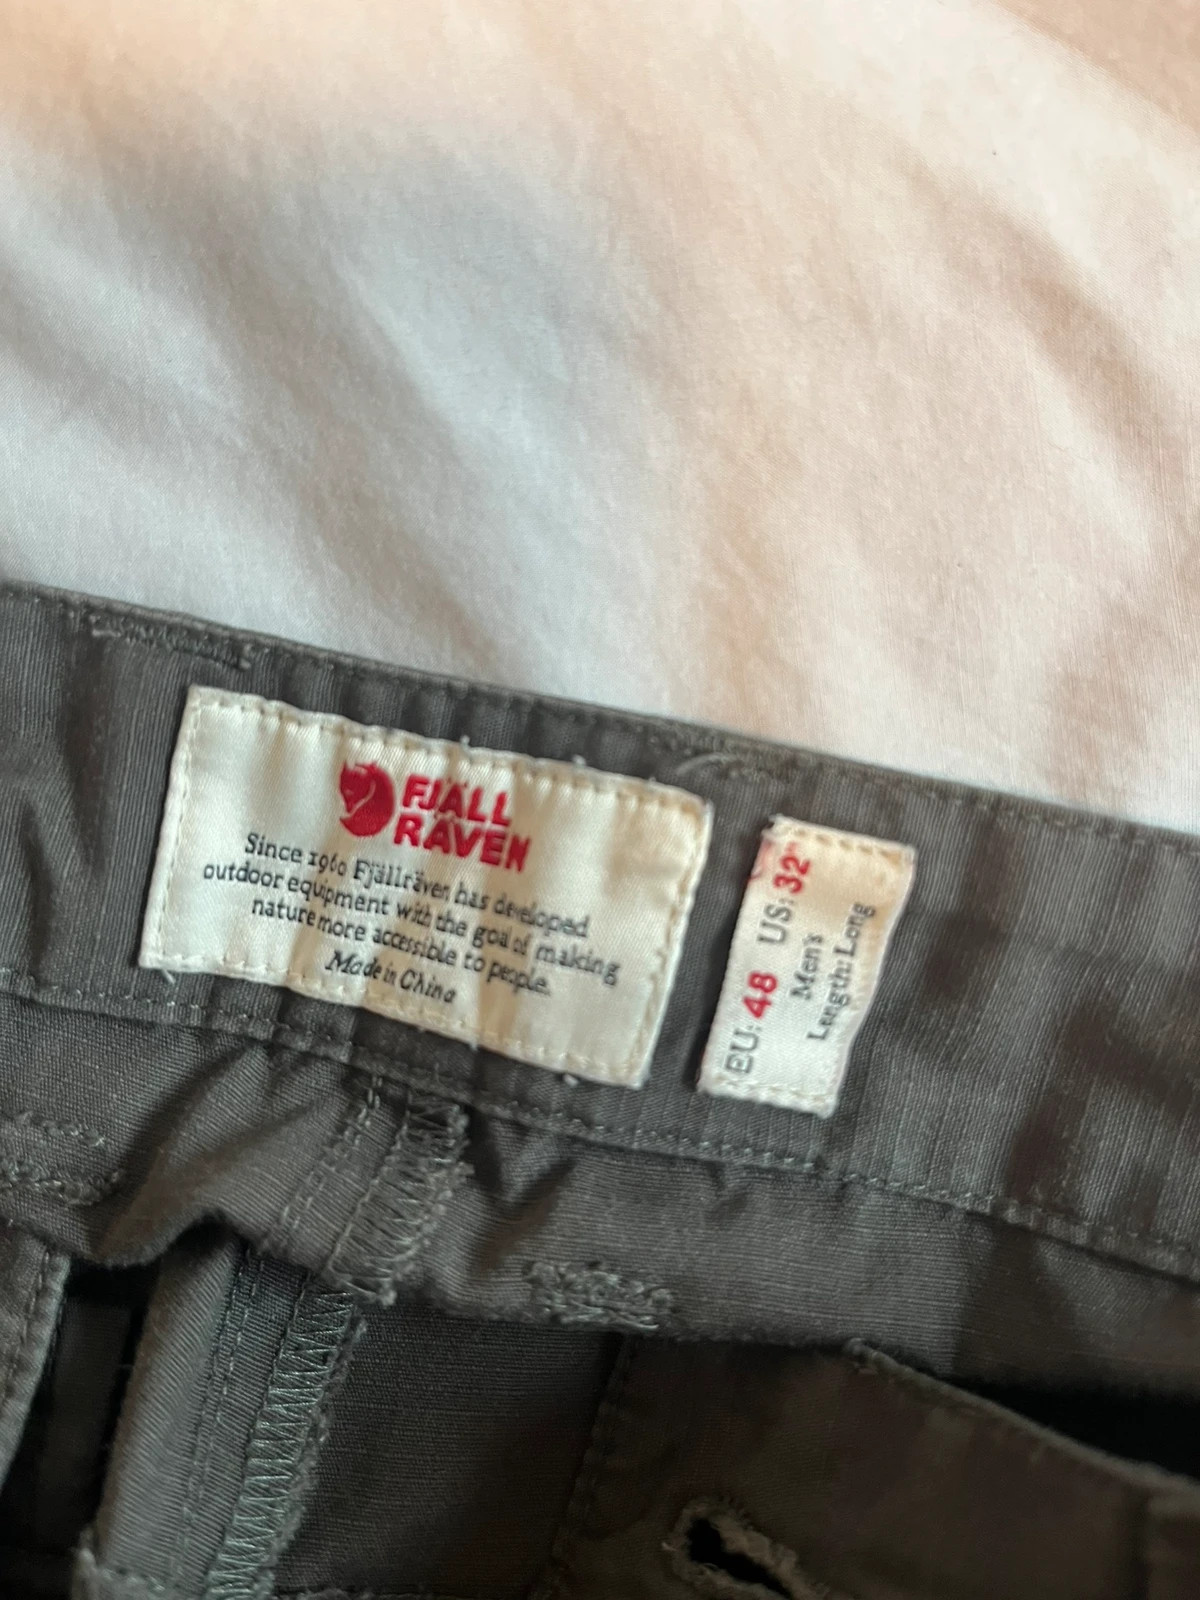 FJÄLL
RÄVEN
Since 1960 Fjällräven has developed
outdoor equipment with the goal of making
nature more accessible to people.
Made in China
EU: 48 US: 32"
Men's
Length: Long